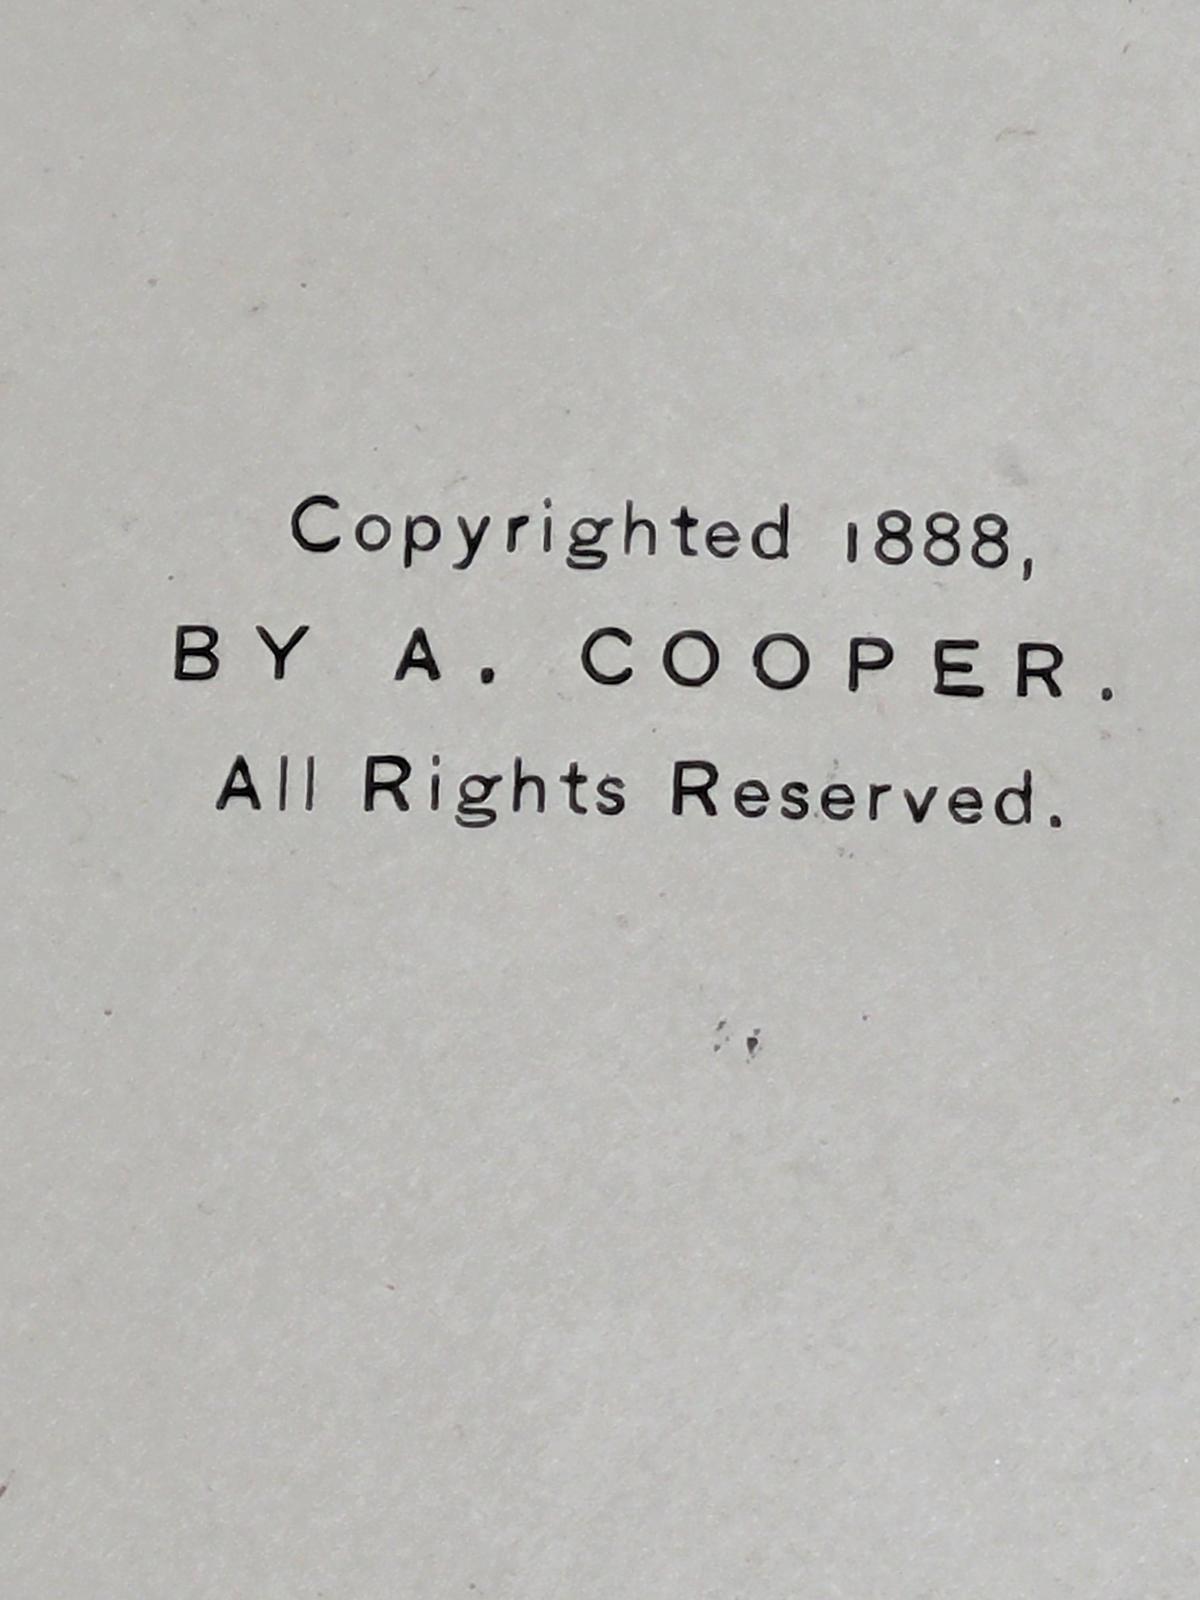 Copyrighted 1888,
BY A. COOPER.
All Rights Reserved.